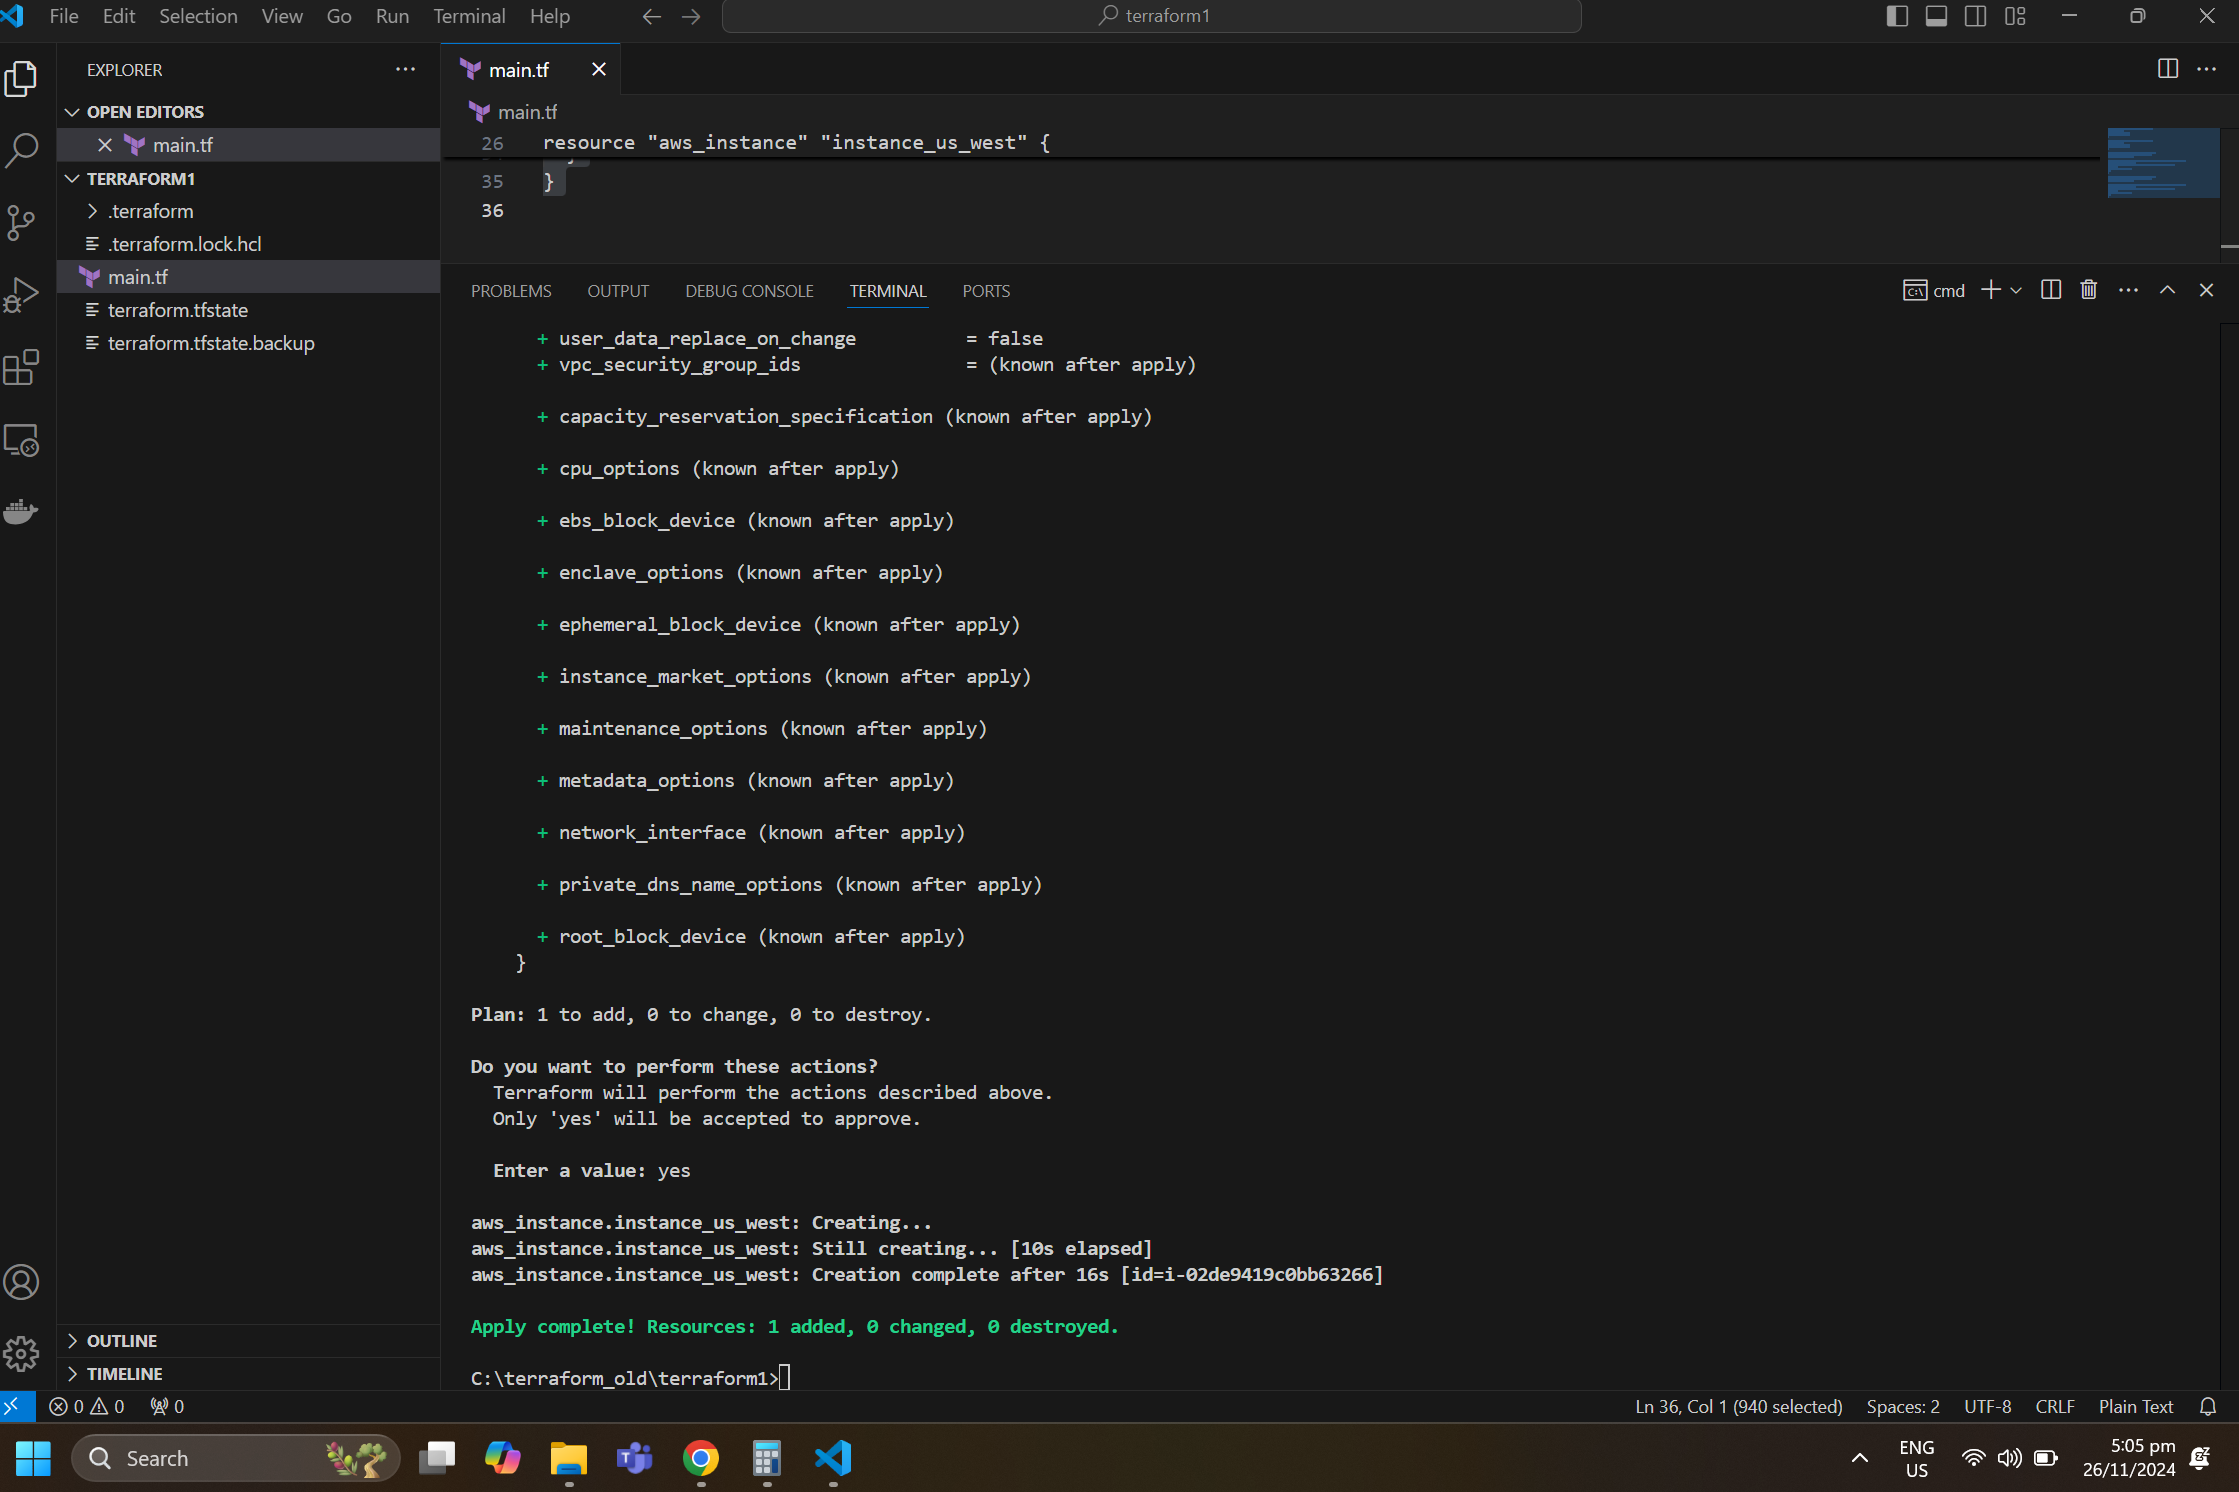 File Edit Selection View Go Run Terminal Help
terraform1
EXPLORER
OPEN EDITORS
main.tf
TERRAFORM1
.terraform
.terraform.lock.hcl
main.tf
terraform.tfstate
terraform.tfstate.backup
OUTLINE
TIMELINE
main.tf
main.tf
26 resource "aws_instance" "instance_us_west" {
35 }
36
PROBLEMS OUTPUT DEBUG CONSOLE TERMINAL PORTS
cmd
+ user_data_replace_on_change = false
+ vpc_security_group_ids = (known after apply)
+ capacity_reservation_specification (known after apply)
+ cpu_options (known after apply)
+ ebs_block_device (known after apply)
+ enclave_options (known after apply)
+ ephemeral_block_device (known after apply)
+ instance_market_options (known after apply)
+ maintenance_options (known after apply)
+ metadata_options (known after apply)
+ network_interface (known after apply)
+ private_dns_name_options (known after apply)
+ root_block_device (known after apply)
}
Plan: 1 to add, 0 to change, 0 to destroy.
Do you want to perform these actions?
Terraform will perform the actions described above.
Only 'yes' will be accepted to approve.
Enter a value: yes
aws_instance.instance_us_west: Creating...
aws_instance.instance_us_west: Still creating... [10s elapsed]
aws_instance.instance_us_west: Creation complete after 16s [id=i-02de9419c0bb63266]
Apply complete! Resources: 1 added, 0 changed, 0 destroyed.
C:\terraform_old\terraform1>
0 0 0
Ln 36, Col 1 (940 selected) Spaces: 2 UTF-8 CRLF Plain Text
Search
ENG
US
5:05 pm
26/11/2024